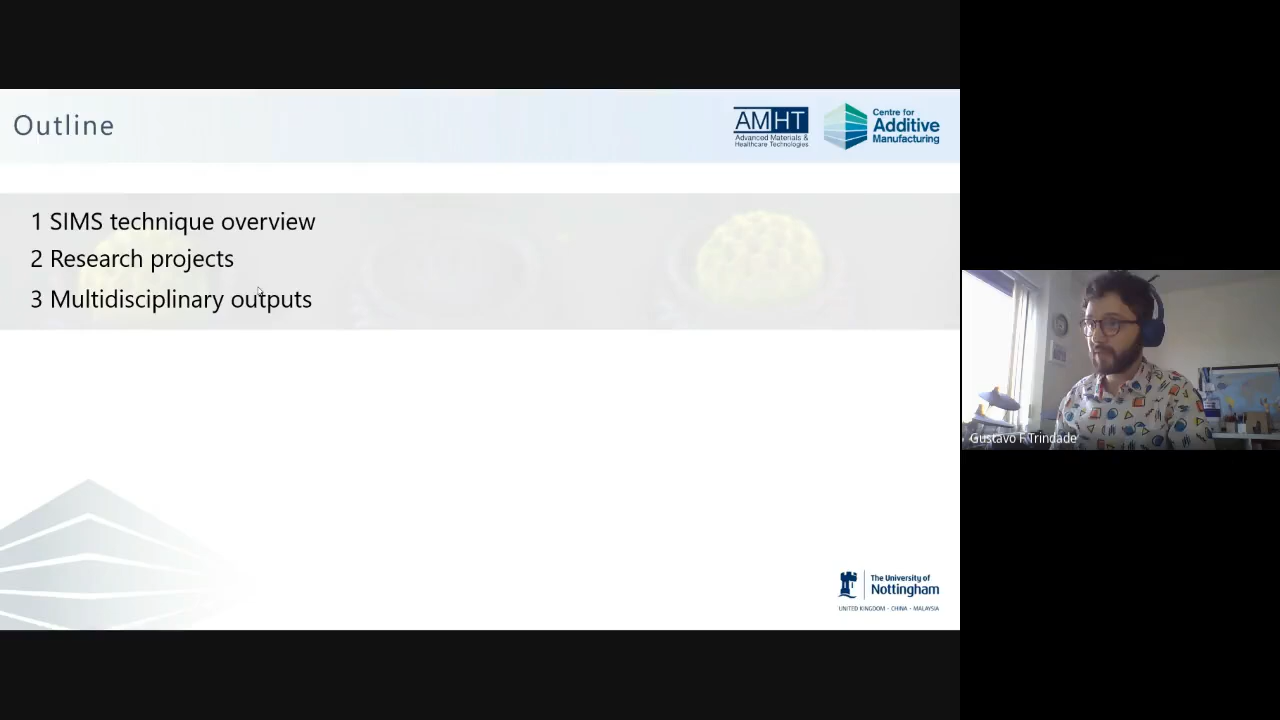 Outline
AMHT
Advanced Materials &
Healthcare Technologies
Centre for
Additive
Manufacturing
1 SIMS technique overview
2 Research projects
3 Multidisciplinary outputs
Gustavo F Trindade
The University of
Nottingham
UNITED KINGDOM · CHINA · MALAYSIA